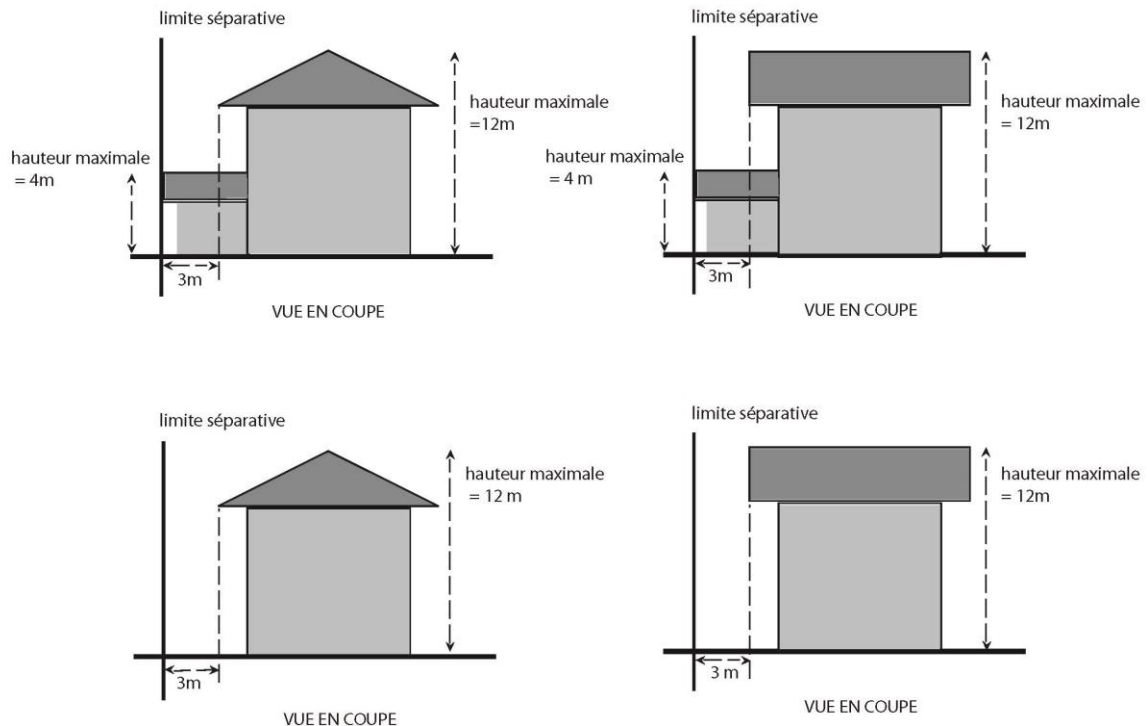 limite séparative
hauteur maximale
=12m
hauteur maximale
= 4m
3m
VUE EN COUPE
limite séparative
hauteur maximale
= 12m
hauteur maximale
= 4 m
3m
VUE EN COUPE
limite séparative
hauteur maximale
= 12 m
3m
VUE EN COUPE
limite séparative
hauteur maximale
= 12m
3 m
VUE EN COUPE